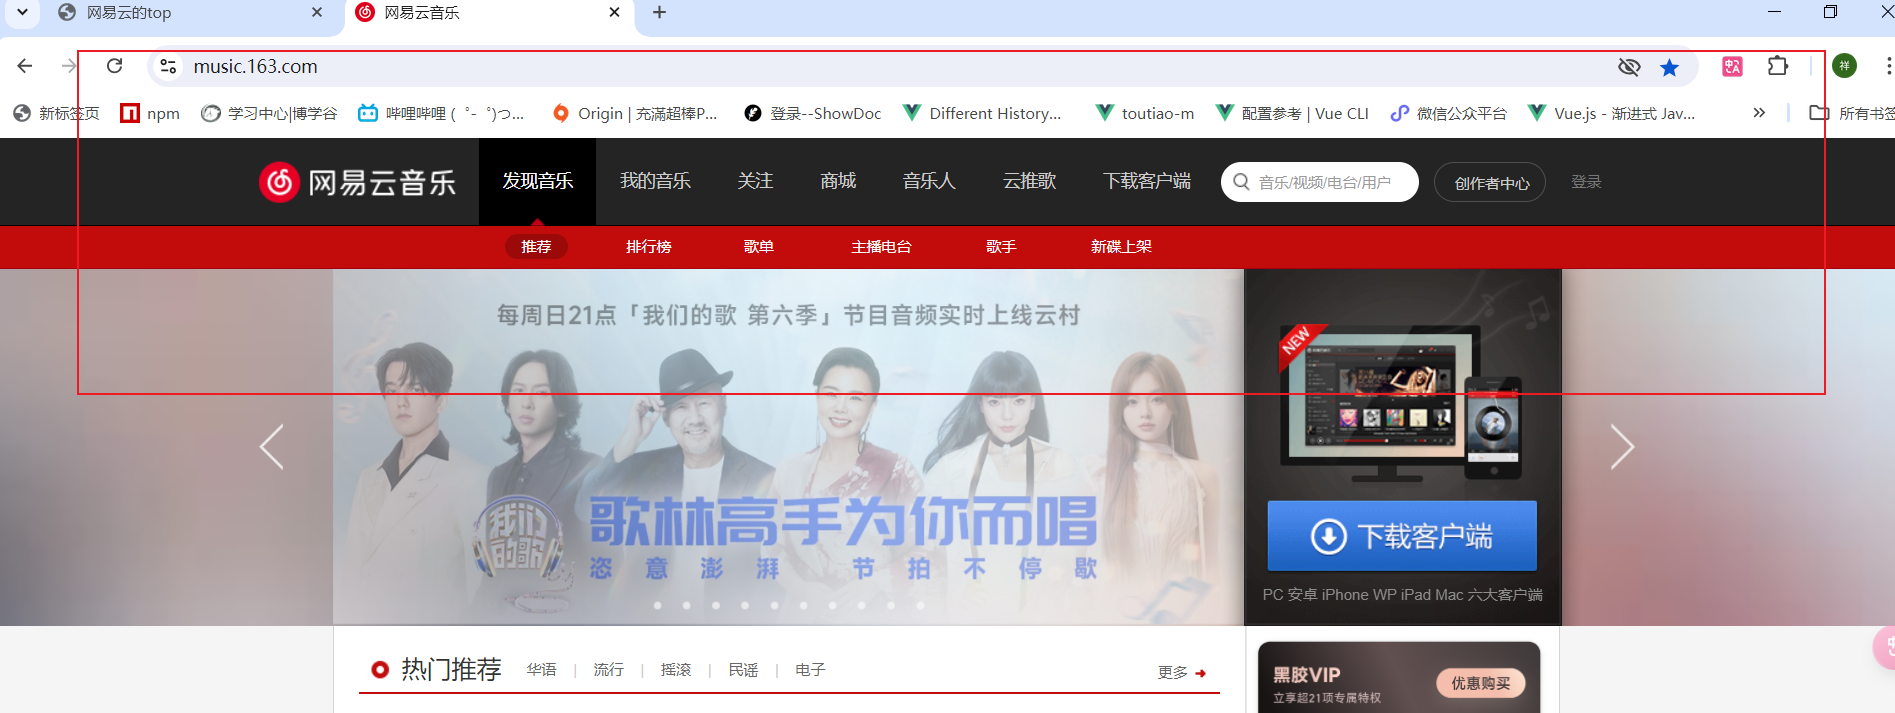 网易云的top
网易云音乐
music.163.com
祥
新标签页
npm
学习中心|博学谷
哔哩哔哩 ( ゜- ゜)つ...
Origin | 充滿超棒P...
登录--ShowDoc
Different History...
toutiao-m
配置参考 | Vue CLI
微信公众平台
Vue.js - 渐进式 Jav...
所有书签
网易云音乐
发现音乐
我的音乐
关注
商城
音乐人
云推歌
下载客户端
音乐/视频/电台/用户
创作者中心
登录
推荐
排行榜
歌单
主播电台
歌手
新碟上架
每周日21点「我们的歌 第六季」节目音频实时上线云村
我们的歌
歌林高手为你而唱
恣意澎湃 节拍不停歇
NEW
下载客户端
PC 安卓 iPhone WP iPad Mac 六大客户端
热门推荐
华语 | 流行 | 摇滚 | 民谣 | 电子
更多
黑胶VIP
立享超21项专属特权
优惠购买